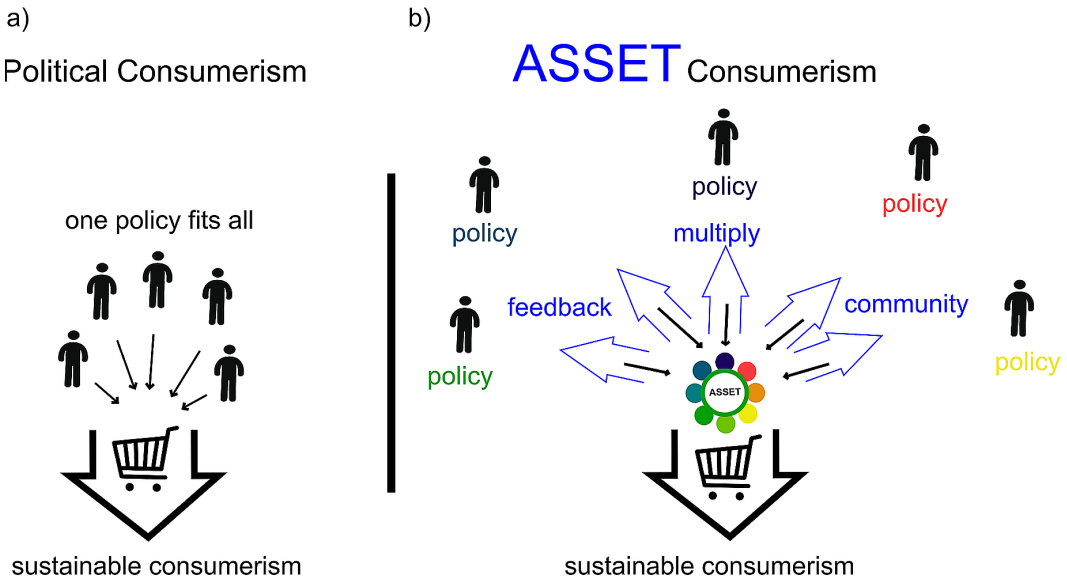 a)
Political Consumerism
one policy fits all
sustainable consumerism
b)
ASSET Consumerism
policy
policy
policy
policy
policy
multiply
feedback
community
ASSET
sustainable consumerism